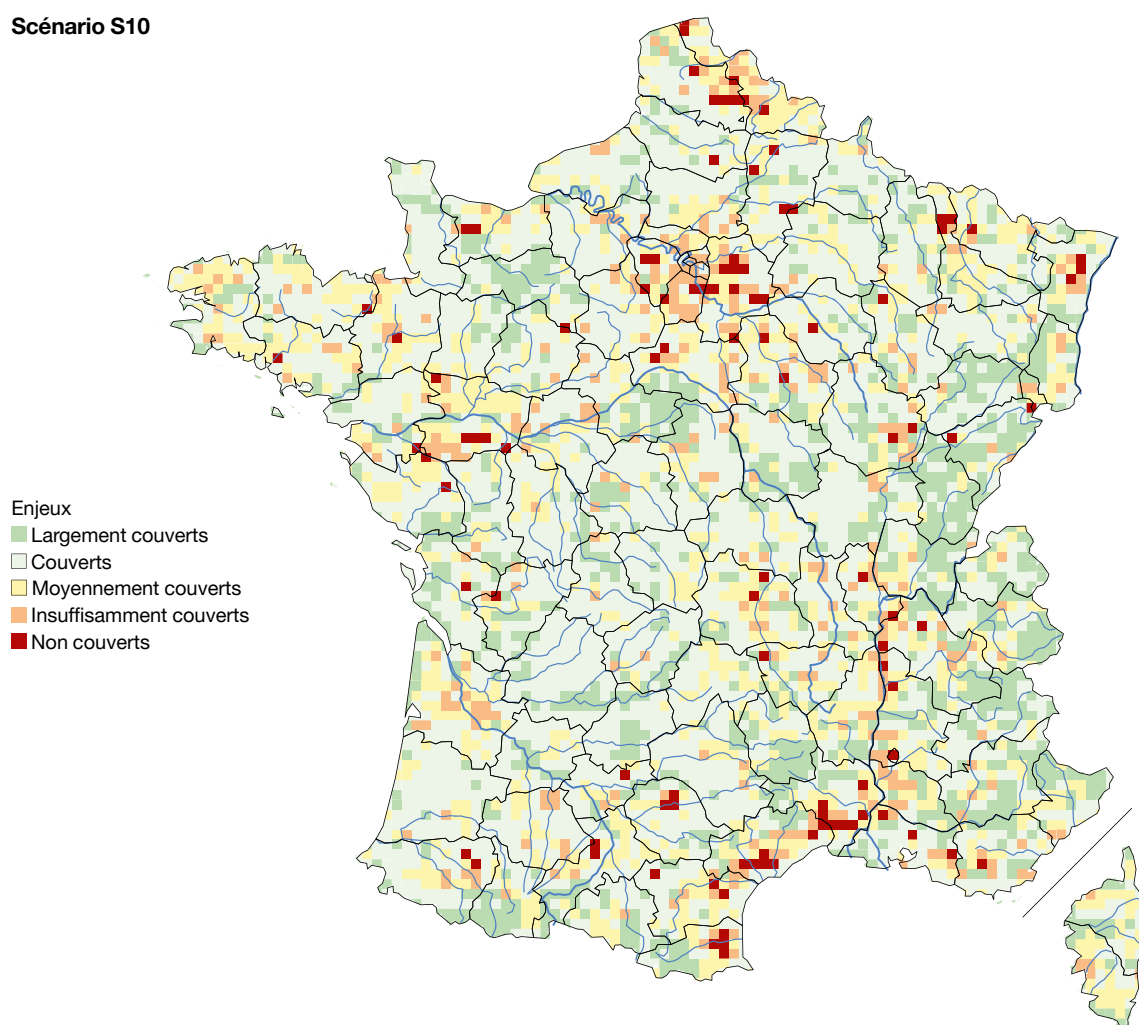 Scénario S10
Enjeux
Largement couverts
Couverts
Moyennement couverts
Insuffisamment couverts
Non couverts